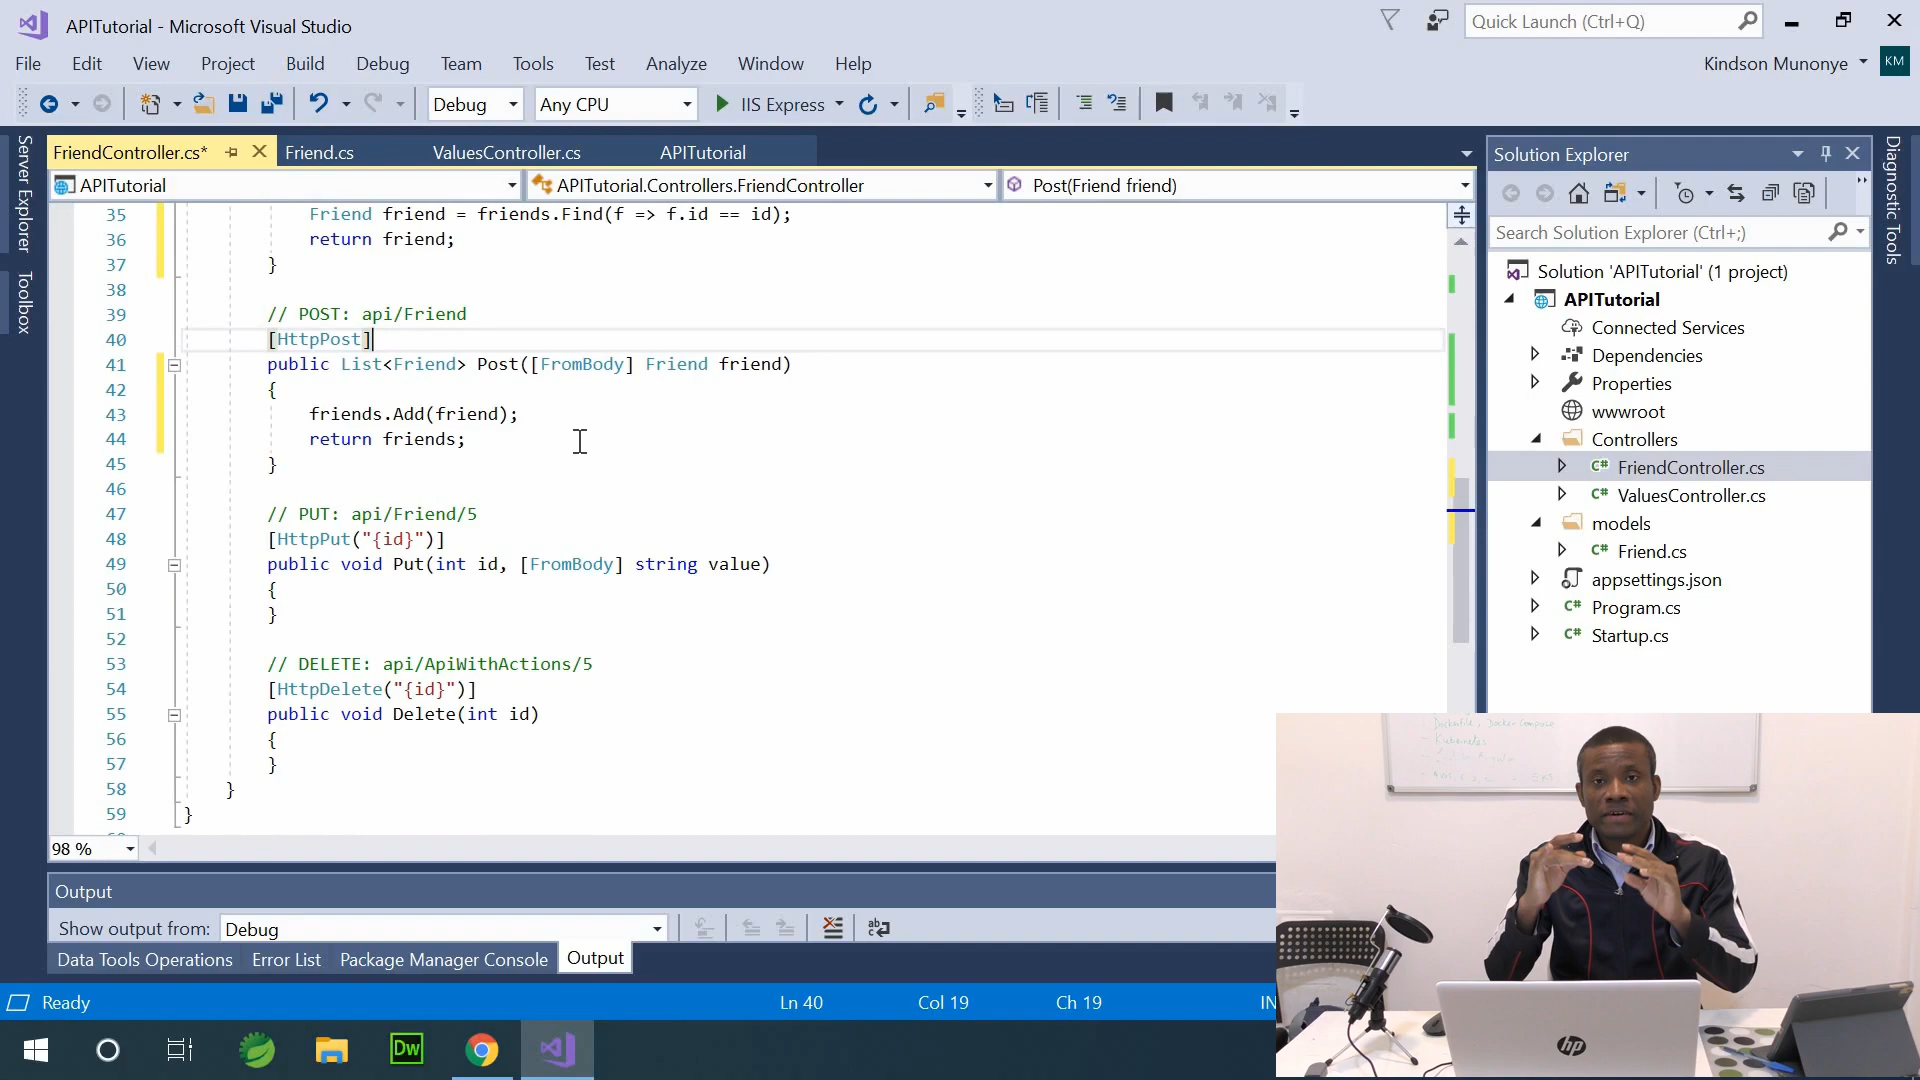 APITutorial - Microsoft Visual Studio
Quick Launch (Ctrl+Q)
File Edit View Project Build Debug Team Tools Test Analyze Window Help
Kindson Munonye KM
Debug Any CPU IIS Express
Server Explorer
Toolbox
FriendController.cs* Friend.cs ValuesController.cs APITutorial
APITutorial APITutorial.Controllers.FriendController Post(Friend friend)
35 Friend friend = friends.Find(f => f.id == id);
36 return friend;
37 }
38
39 // POST: api/Friend
40 [HttpPost]
41 public List<Friend> Post([FromBody] Friend friend)
42 {
43 friends.Add(friend);
44 return friends;
45 }
46
47 // PUT: api/Friend/5
48 [HttpPut("{id}")]
49 public void Put(int id, [FromBody] string value)
50 {
51 }
52
53 // DELETE: api/ApiWithActions/5
54 [HttpDelete("{id}")]
55 public void Delete(int id)
56 {
57 }
58 }
59 }
98 %
Solution Explorer
Search Solution Explorer (Ctrl+;)
Solution 'APITutorial' (1 project)
APITutorial
Connected Services
Dependencies
Properties
wwwroot
Controllers
C# FriendController.cs
C# ValuesController.cs
models
C# Friend.cs
appsettings.json
C# Program.cs
C# Startup.cs
Diagnostic Tools
Output
Show output from: Debug
Data Tools Operations Error List Package Manager Console Output
Ready Ln 40 Col 19 Ch 19 IN
Dw
Dockerfile, Docker Compose
Kubernetes
hp